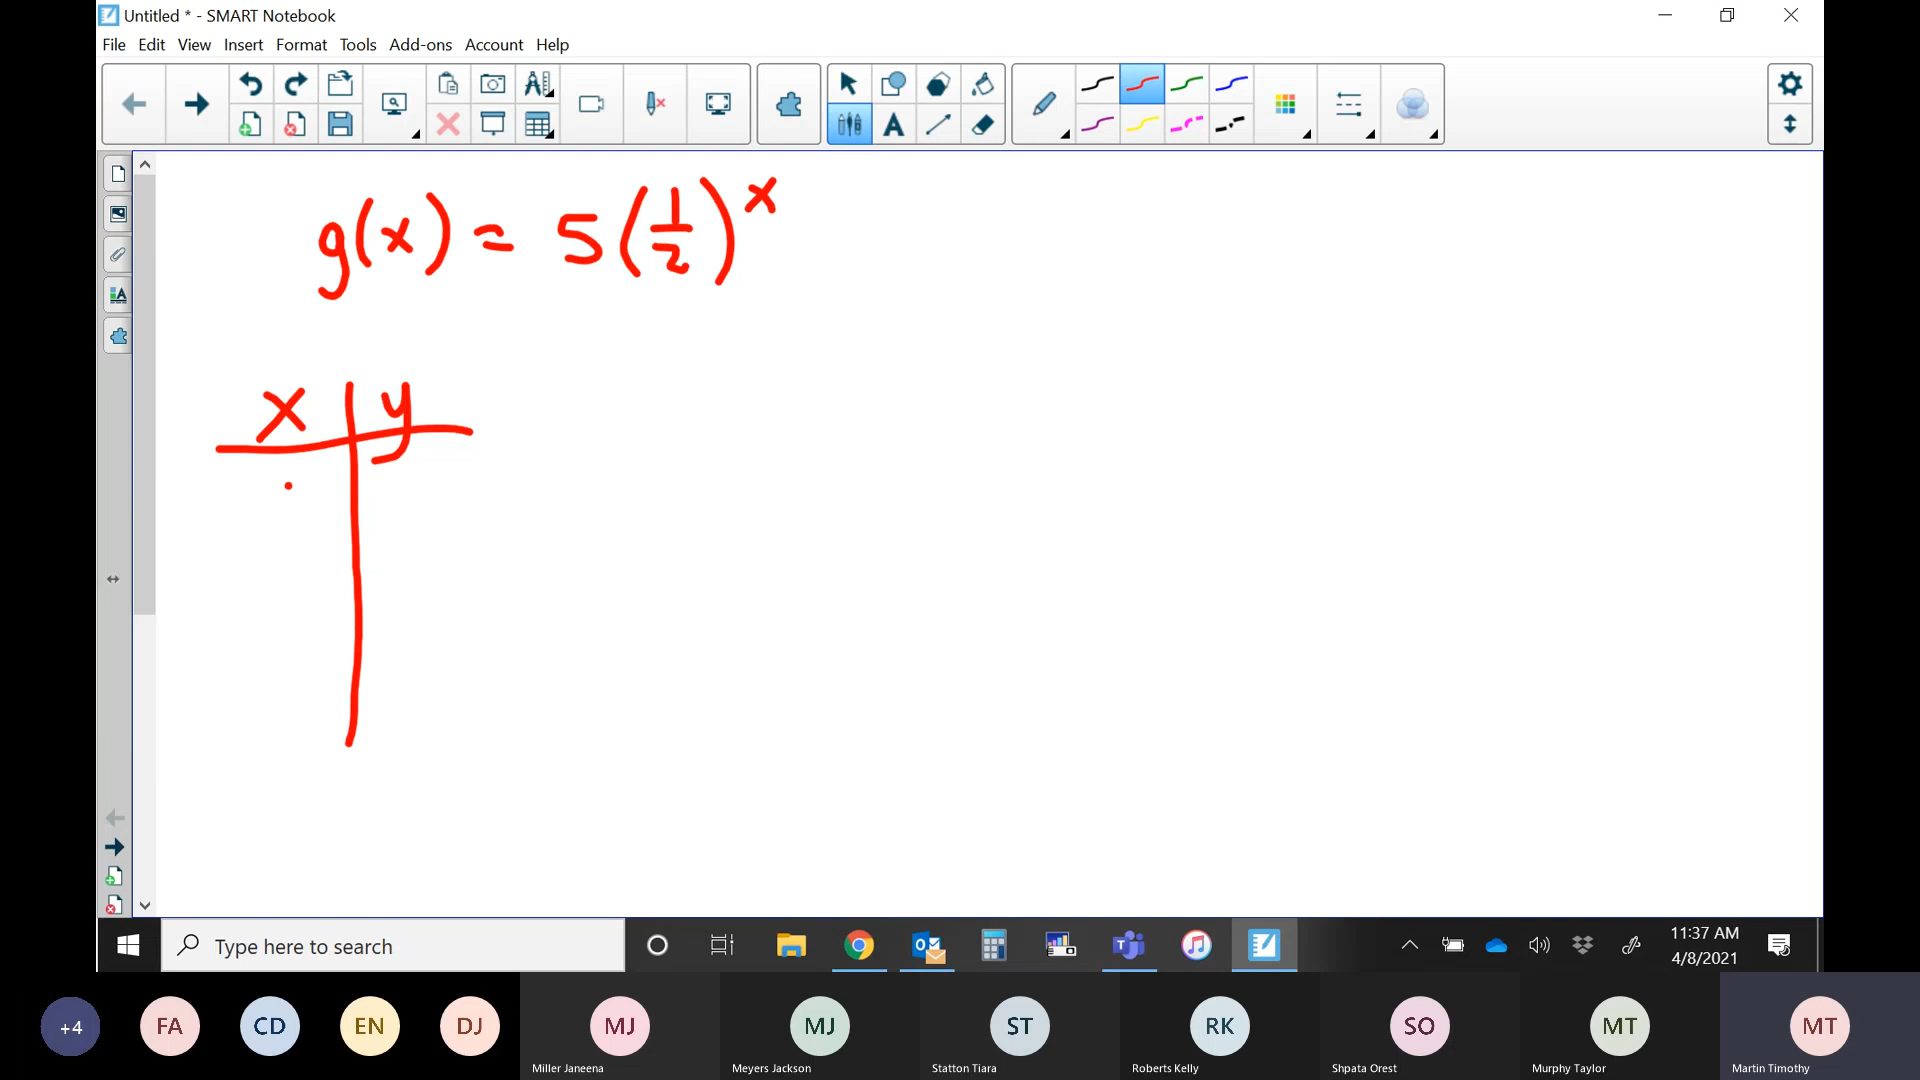 Untitled * - SMART Notebook
File Edit View Insert Format Tools Add-ons Account Help
g(x) = 5(1/2)^x
x y
Type here to search
11:37 AM
4/8/2021
+4 FA CD EN DJ MJ MJ ST RK SO MT MT
Miller Janeena Meyers Jackson Statton Tiara Roberts Kelly Shpata Orest Murphy Taylor Martin Timothy